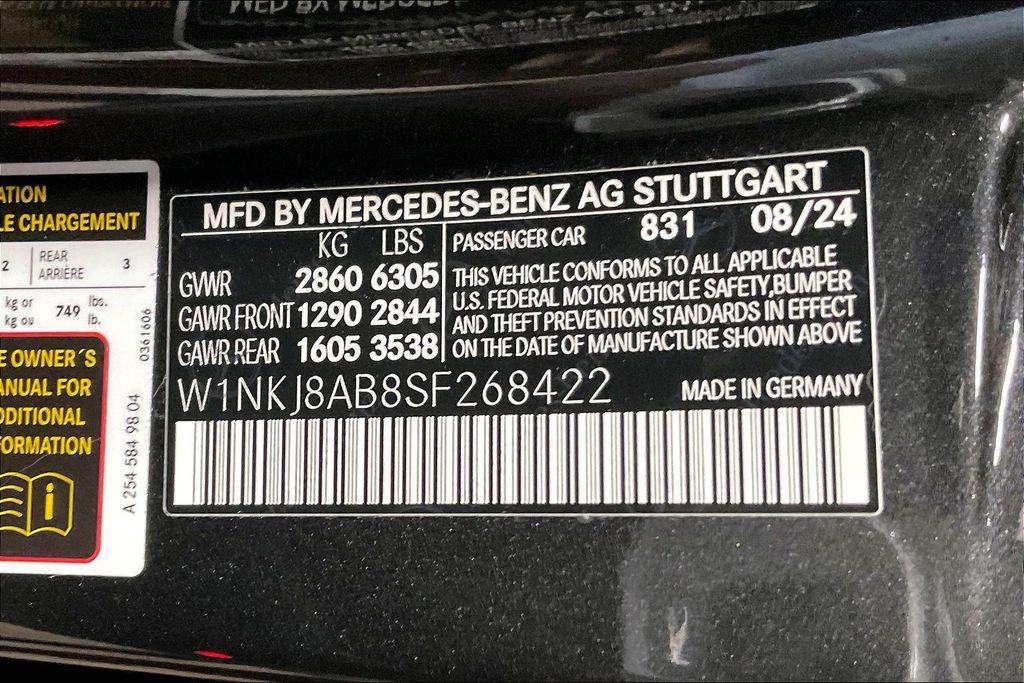 MFD BY MERCEDES-BENZ AG STUTTGART
KG LBS
GVWR 2860 6305
GAWR FRONT 1290 2844
GAWR REAR 1605 3538
PASSENGER CAR 831 08/24
THIS VEHICLE CONFORMS TO ALL APPLICABLE
U.S. FEDERAL MOTOR VEHICLE SAFETY,BUMPER
AND THEFT PREVENTION STANDARDS IN EFFECT
ON THE DATE OF MANUFACTURE SHOWN ABOVE
W1NKJ8AB8SF268422
MADE IN GERMANY
ATION
LE CHARGEMENT
2 REAR 3
ARRIÈRE
kg or 749 lbs.
kg ou lb.
E OWNER´S
ANUAL FOR
DDITIONAL
FORMATION
0361606
A 254 584 98 04